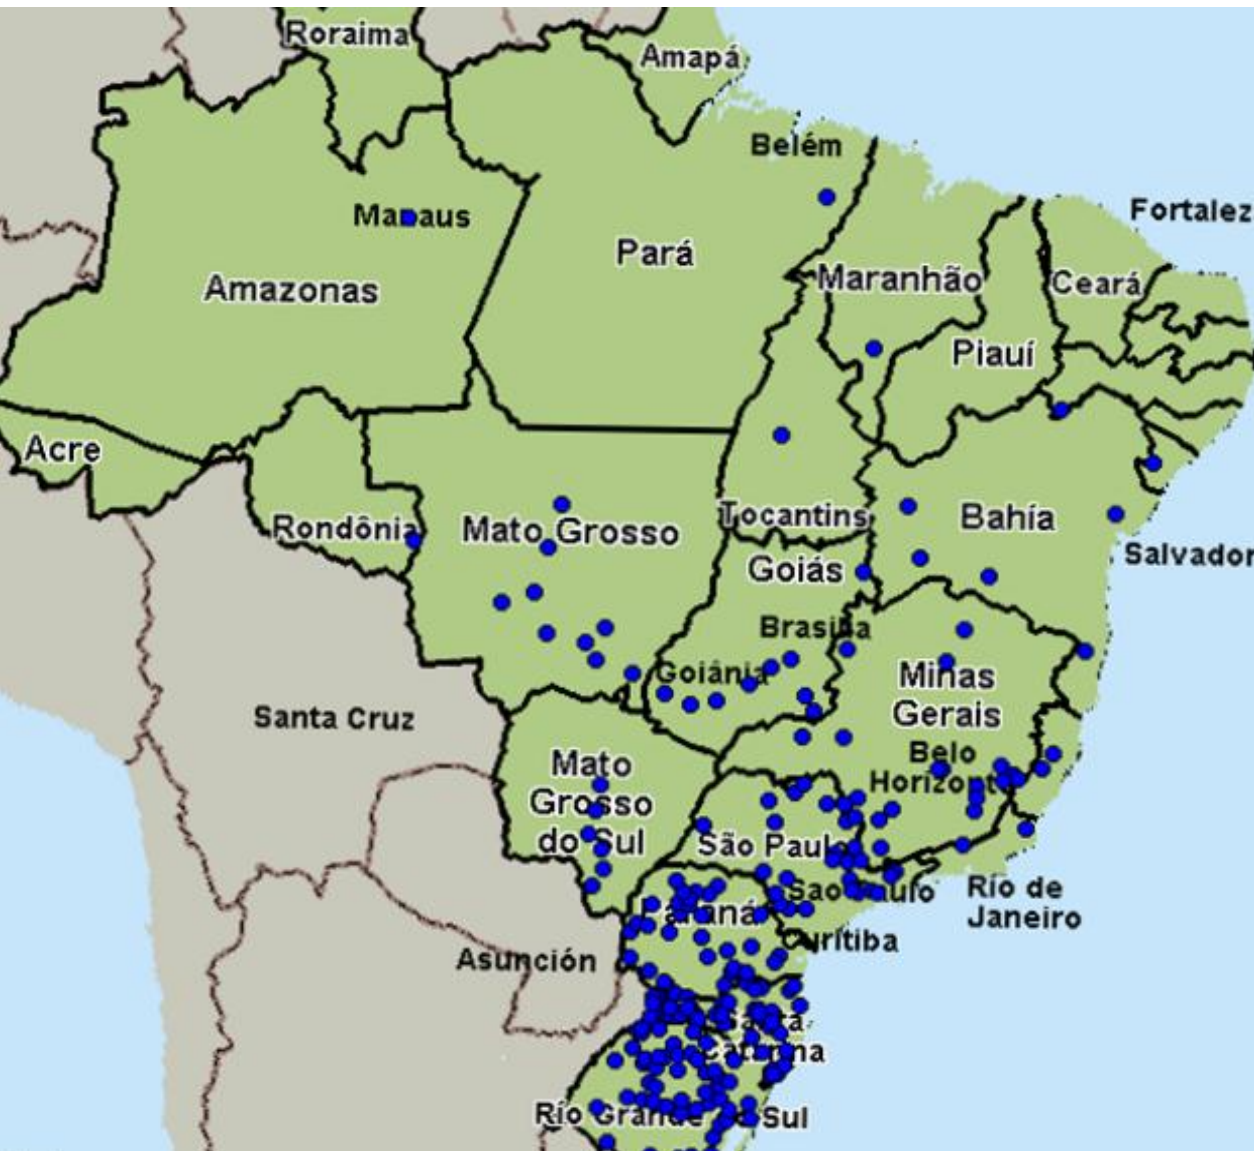 Roraima
Amapá
Belém
Manaus
Fortalez
Pará
Amazonas
Maranhão
Ceará
Piauí
Acre
Rondônia
Mato Grosso
Tocantins
Bahía
Salvador
Goiás
Brasilia
Goiânia
Minas
Gerais
Santa Cruz
Belo
Horizonte
Mato
Grosso
do Sul
São Paulo
Sao Paulo
Río de
Janeiro
Paraná
Curitiba
Asunción
Santa
Catarina
Río Grande do Sul